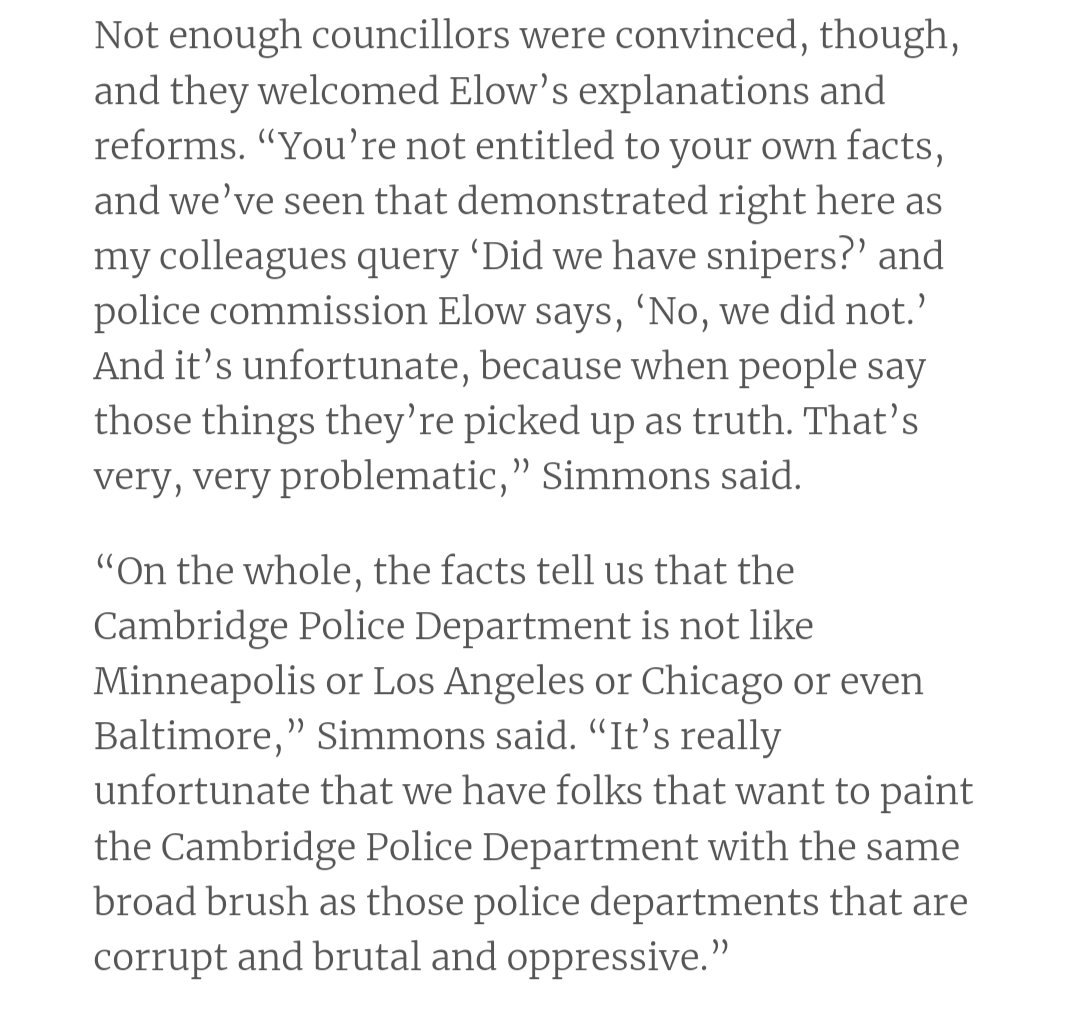 Not enough councillors were convinced, though,
and they welcomed Elow’s explanations and
reforms. “You’re not entitled to your own facts,
and we’ve seen that demonstrated right here as
my colleagues query ‘Did we have snipers?’ and
police commission Elow says, ‘No, we did not.’
And it’s unfortunate, because when people say
those things they’re picked up as truth. That’s
very, very problematic,” Simmons said.
“On the whole, the facts tell us that the
Cambridge Police Department is not like
Minneapolis or Los Angeles or Chicago or even
Baltimore,” Simmons said. “It’s really
unfortunate that we have folks that want to paint
the Cambridge Police Department with the same
broad brush as those police departments that are
corrupt and brutal and oppressive.”